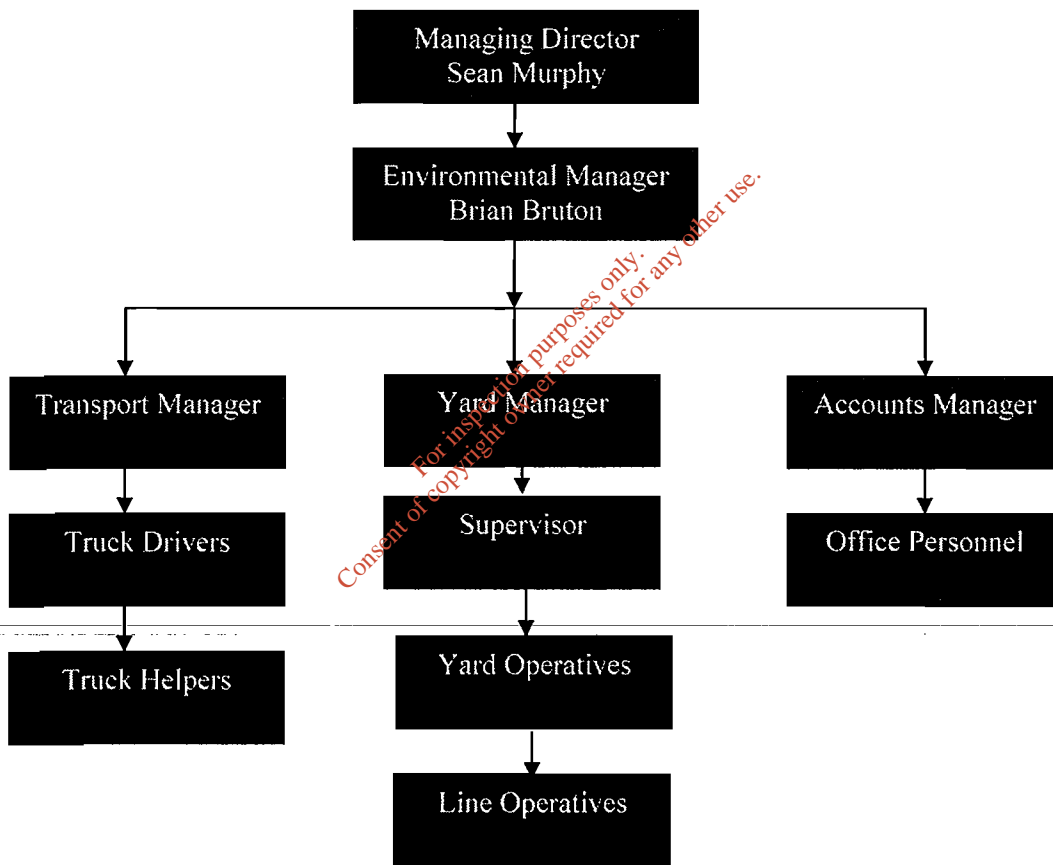 Managing Director
Sean Murphy
Environmental Manager
Brian Bruton
For inspection purposes only.
Consent of copyright owner required for any other use.
Transport Manager
Yard Manager
Accounts Manager
Truck Drivers
Supervisor
Office Personnel
Truck Helpers
Yard Operatives
Line Operatives